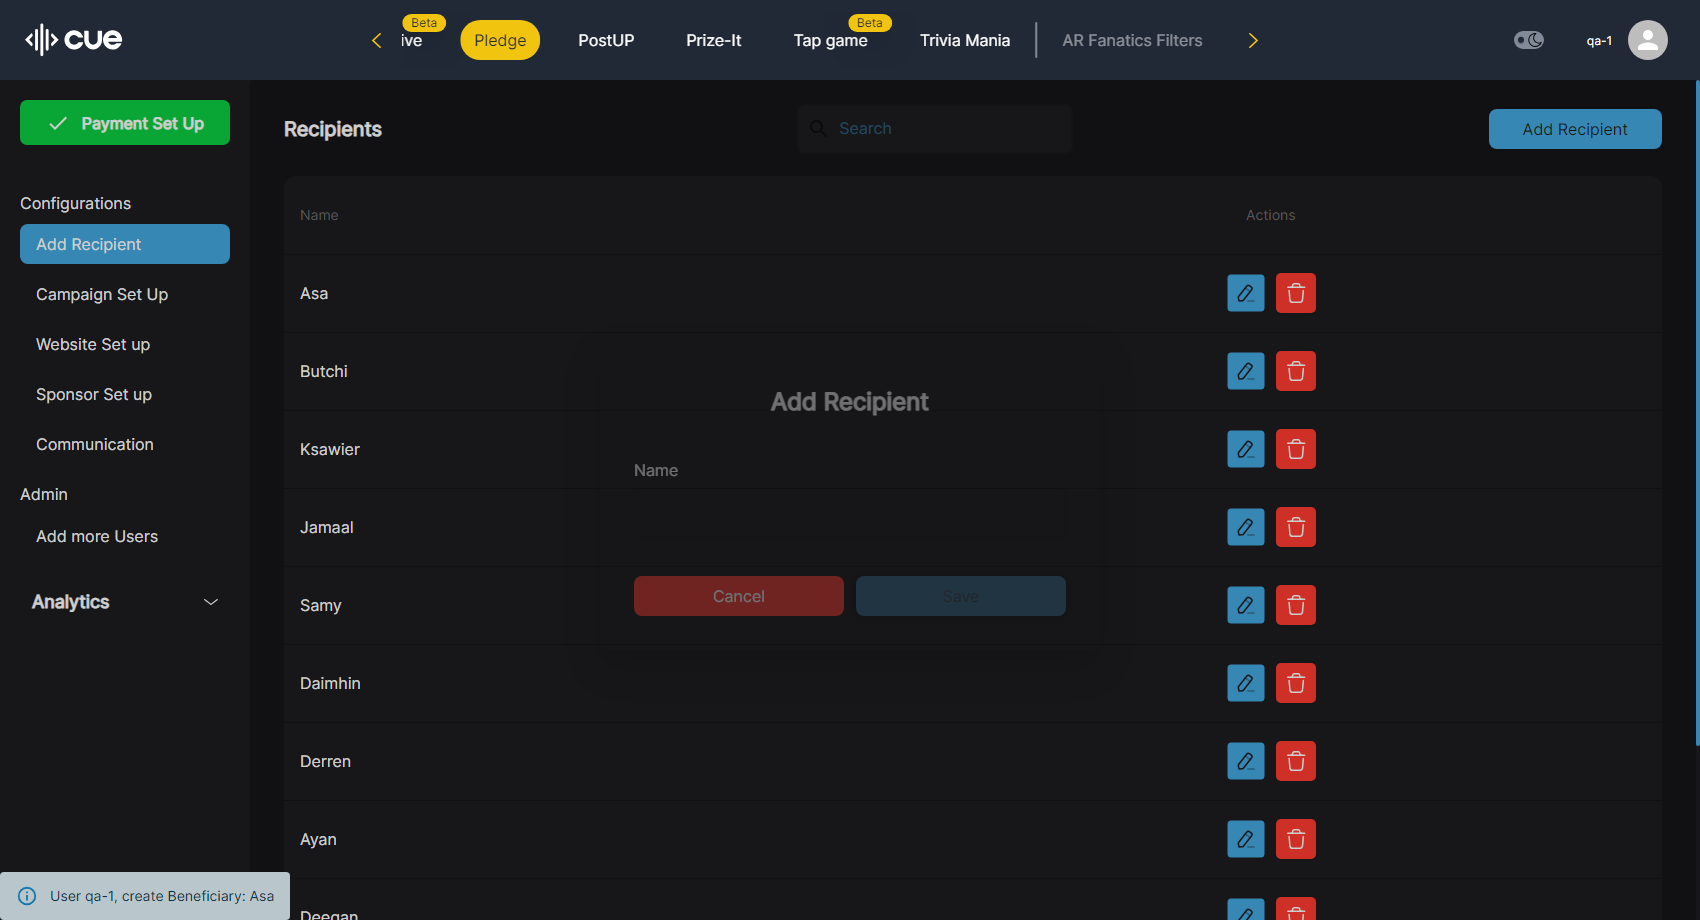 cue
ive
Beta
Pledge
PostUP
Prize-It
Tap game
Beta
Trivia Mania
AR Fanatics Filters
qa-1
Payment Set Up
Configurations
Add Recipient
Campaign Set Up
Website Set up
Sponsor Set up
Communication
Admin
Add more Users
Analytics
Recipients
Search
Add Recipient
Name
Actions
Asa
Butchi
Ksawier
Jamaal
Samy
Daimhin
Derren
Ayan
Deegan
Add Recipient
Name
Cancel
Save
User qa-1, create Beneficiary: Asa